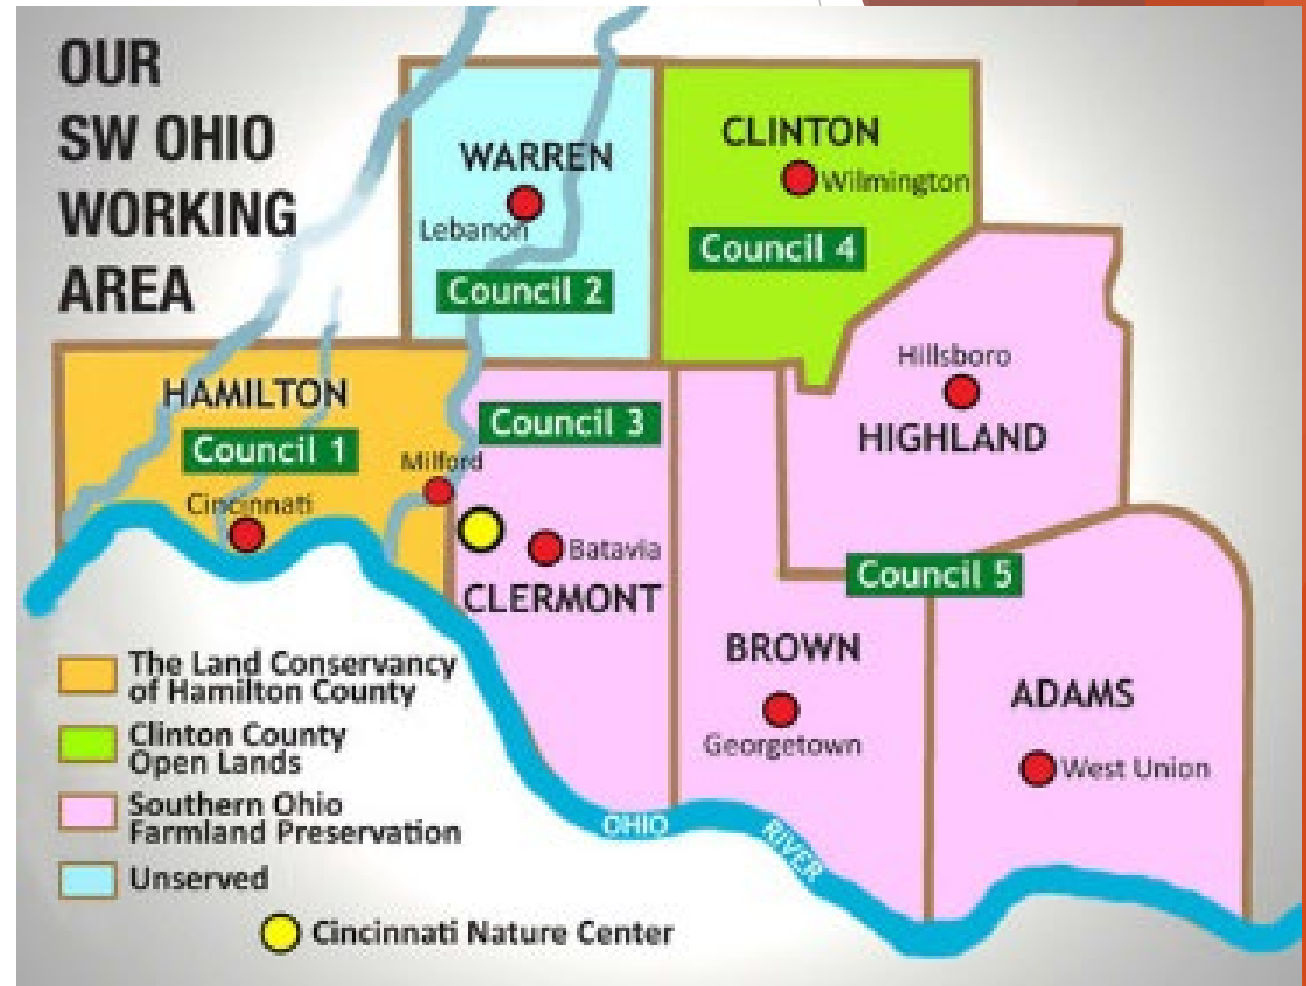 OUR
SW OHIO
WORKING
AREA
WARREN
Lebanon
Council 2
CLINTON
Wilmington
Council 4
HAMILTON
Council 1
Cincinnati
Milford
Council 3
Batavia
CLERMONT
Hillsboro
HIGHLAND
Council 5
BROWN
Georgetown
ADAMS
West Union
OHIO
RIVER
The Land Conservancy
of Hamilton County
Clinton County
Open Lands
Southern Ohio
Farmland Preservation
Unserved
Cincinnati Nature Center